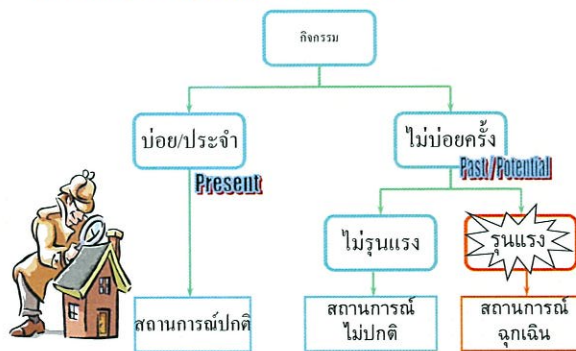 กิจกรรม
บ่อย/ประจำ
ไม่บ่อยครั้ง
Present
Past/Potential
ไม่รุนแรง
รุนแรง
สถานการณ์ปกติ
สถานการณ์
ไม่ปกติ
สถานการณ์
ฉุกเฉิน